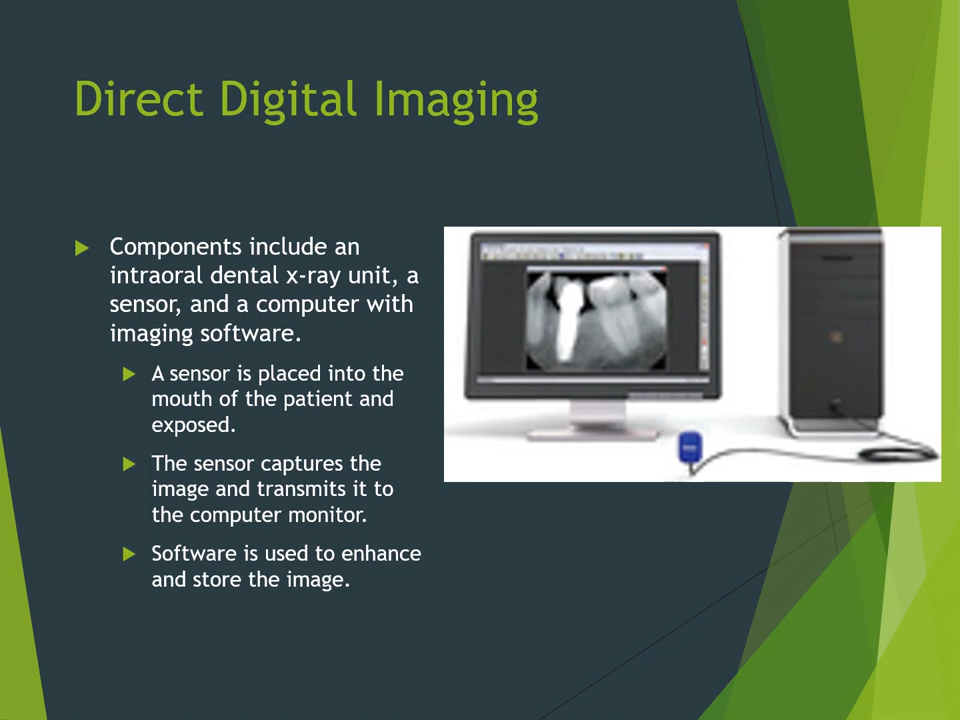 Direct Digital Imaging
Components include an
intraoral dental x-ray unit, a
sensor, and a computer with
imaging software.
A sensor is placed into the
mouth of the patient and
exposed.
The sensor captures the
image and transmits it to
the computer monitor.
Software is used to enhance
and store the image.